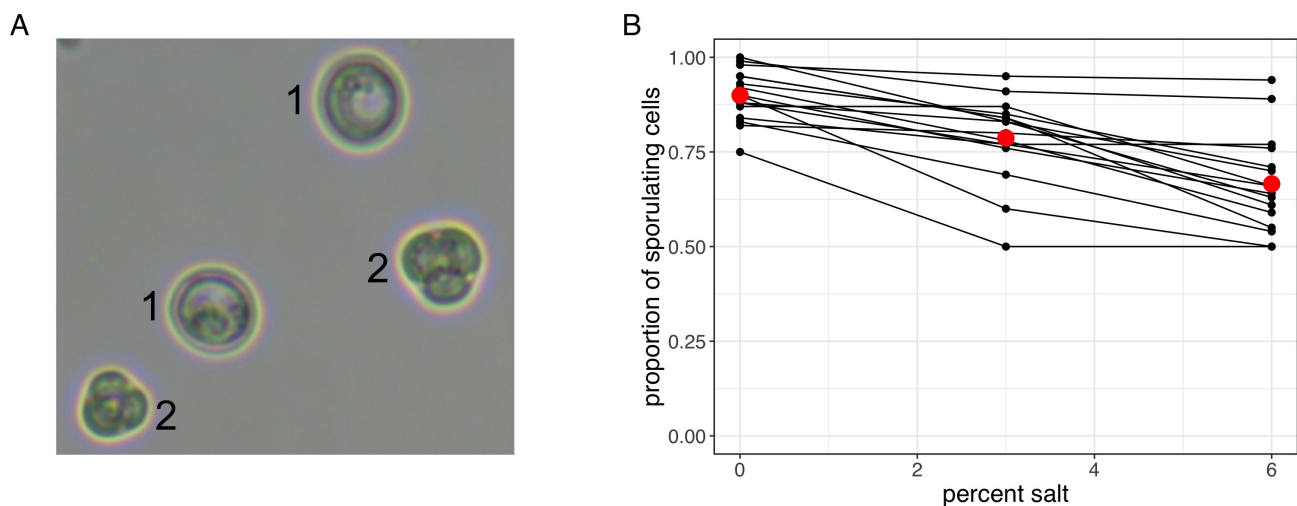 A
1
2
1
2
B
proportion of sporulating cells
1.00
0.75
0.50
0.25
0.00
0 2 4 6
percent salt